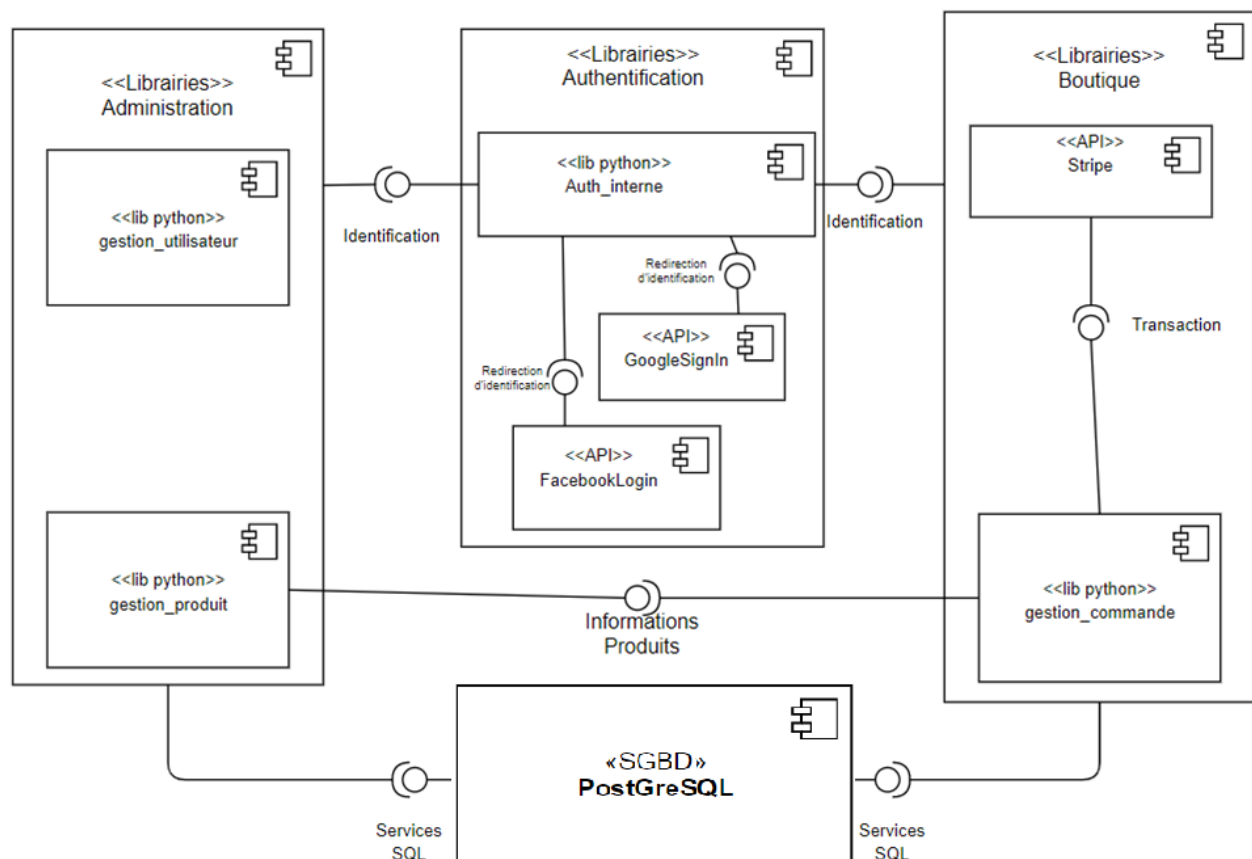 <<Librairies>>
Administration
<<lib python>>
gestion_utilisateur
<<lib python>>
gestion_produit
Identification
<<Librairies>>
Authentification
<<lib python>>
Auth_interne
Redirection
d'identification
<<API>>
GoogleSignIn
Redirection
d'identification
<<API>>
FacebookLogin
Identification
<<Librairies>>
Boutique
<<API>>
Stripe
Transaction
<<lib python>>
gestion_commande
Informations
Produits
«SGBD»
PostGreSQL
Services
SQL
Services
SQL